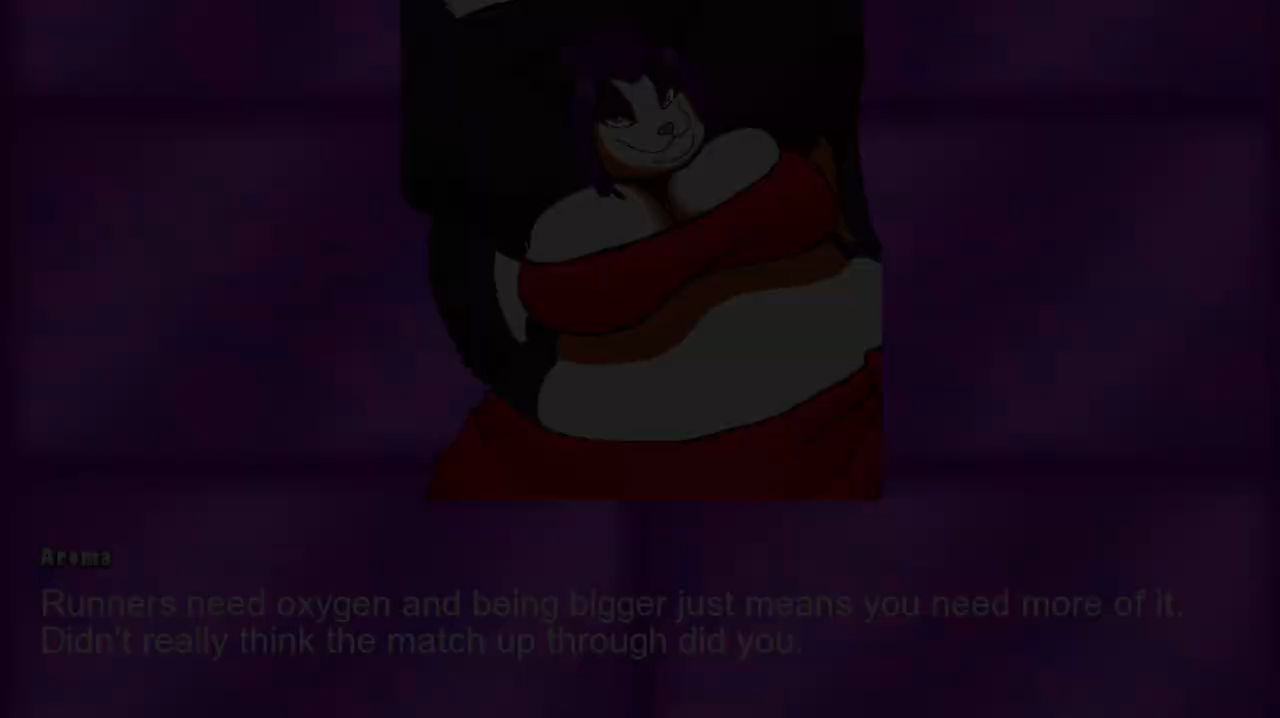 Aroma
Runners need oxygen and being bigger just means you need more of it.
Didn't really think the match up through did you.